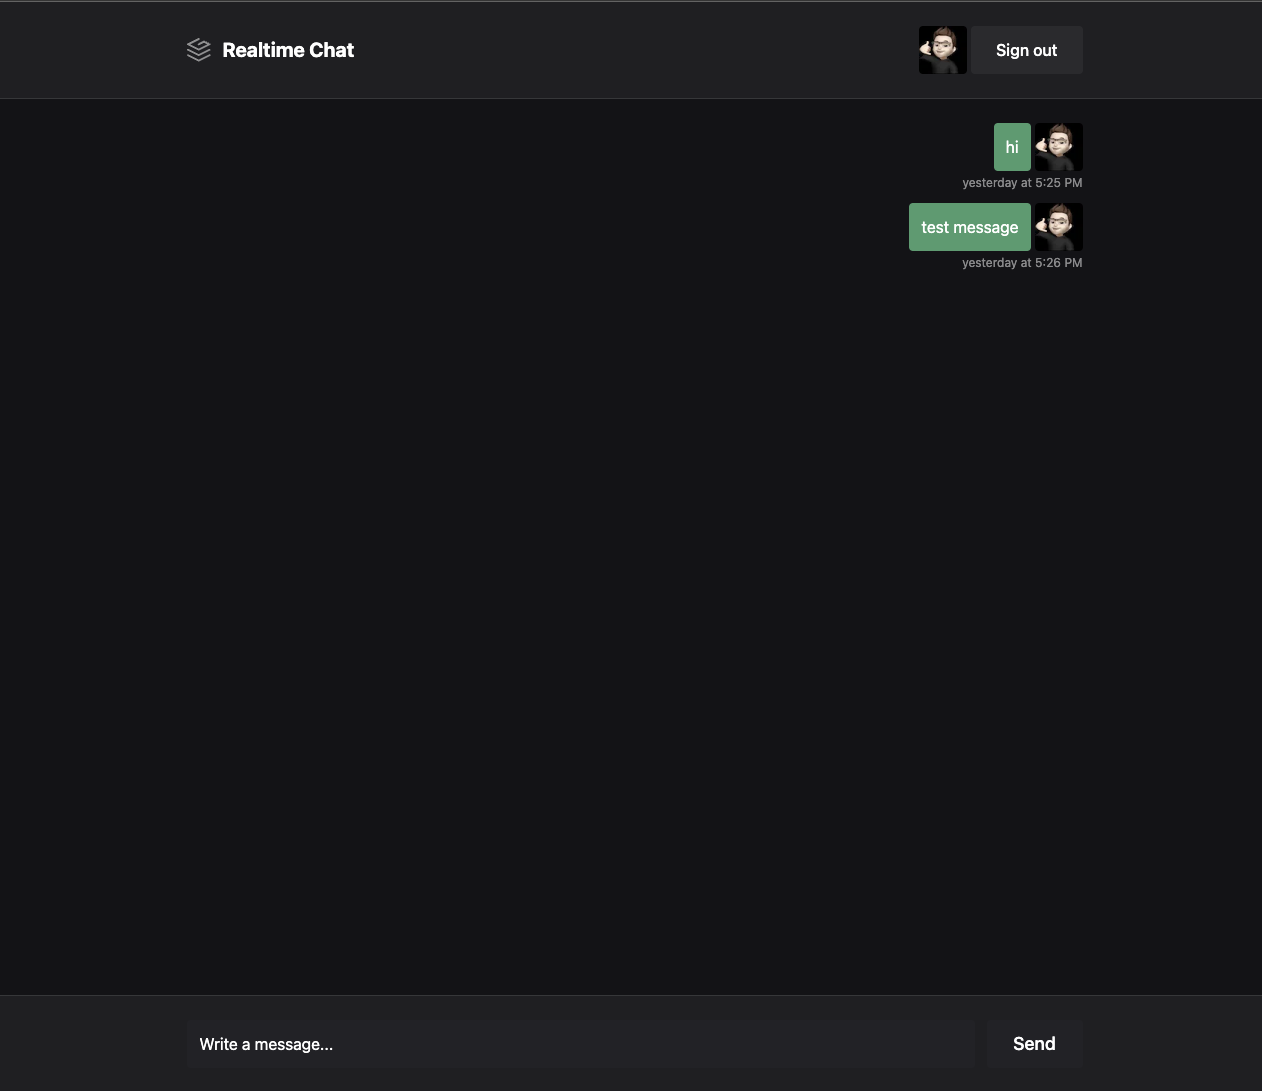 Realtime Chat
Sign out
hi
yesterday at 5:25 PM
test message
yesterday at 5:26 PM
Write a message...
Send